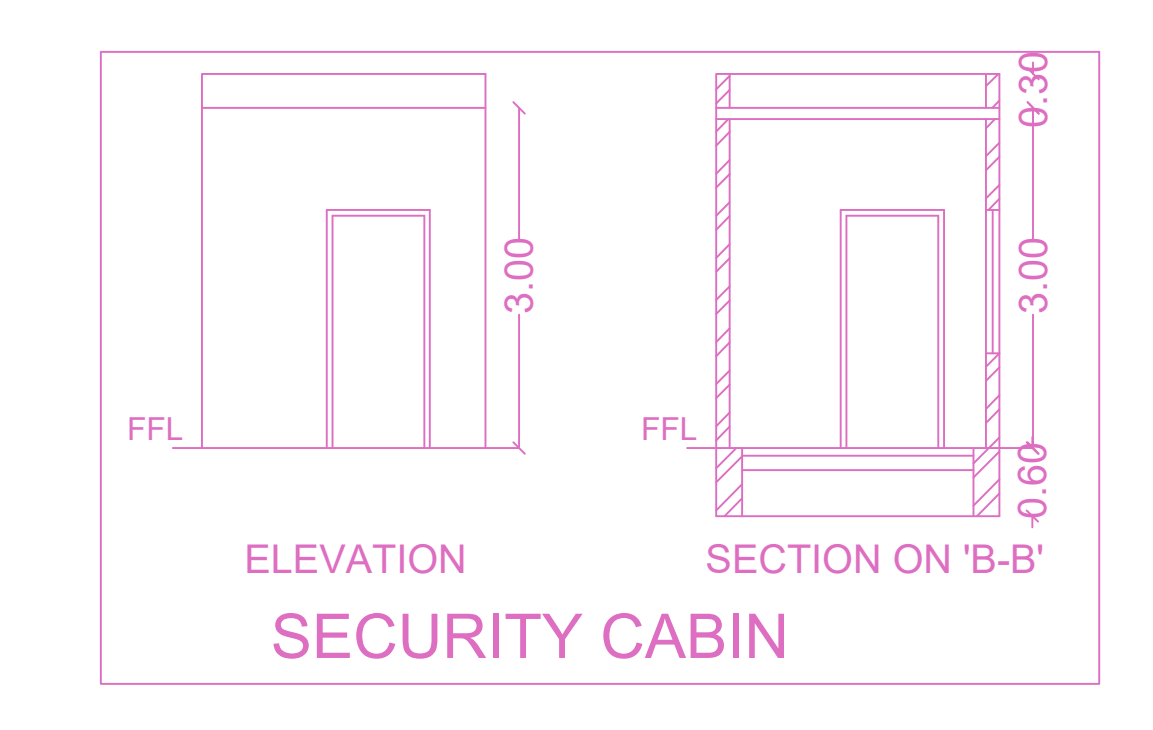 0.30
3.00
3.00
FFL
FFL
0.60
ELEVATION
SECTION ON 'B-B'
SECURITY CABIN